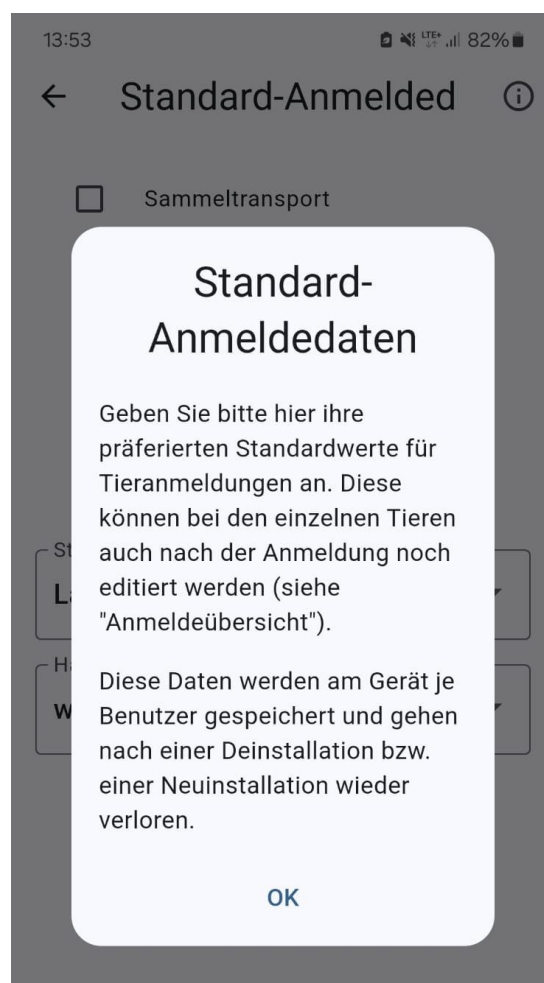 13:53
LTE+ 82%
Standard-Anmelded
Sammeltransport
Standard-
Anmeldedaten
Geben Sie bitte hier ihre
präferierten Standardwerte für
Tieranmeldungen an. Diese
können bei den einzelnen Tieren
auch nach der Anmeldung noch
editiert werden (siehe
"Anmeldeübersicht").
Diese Daten werden am Gerät je
Benutzer gespeichert und gehen
nach einer Deinstallation bzw.
einer Neuinstallation wieder
verloren.
OK